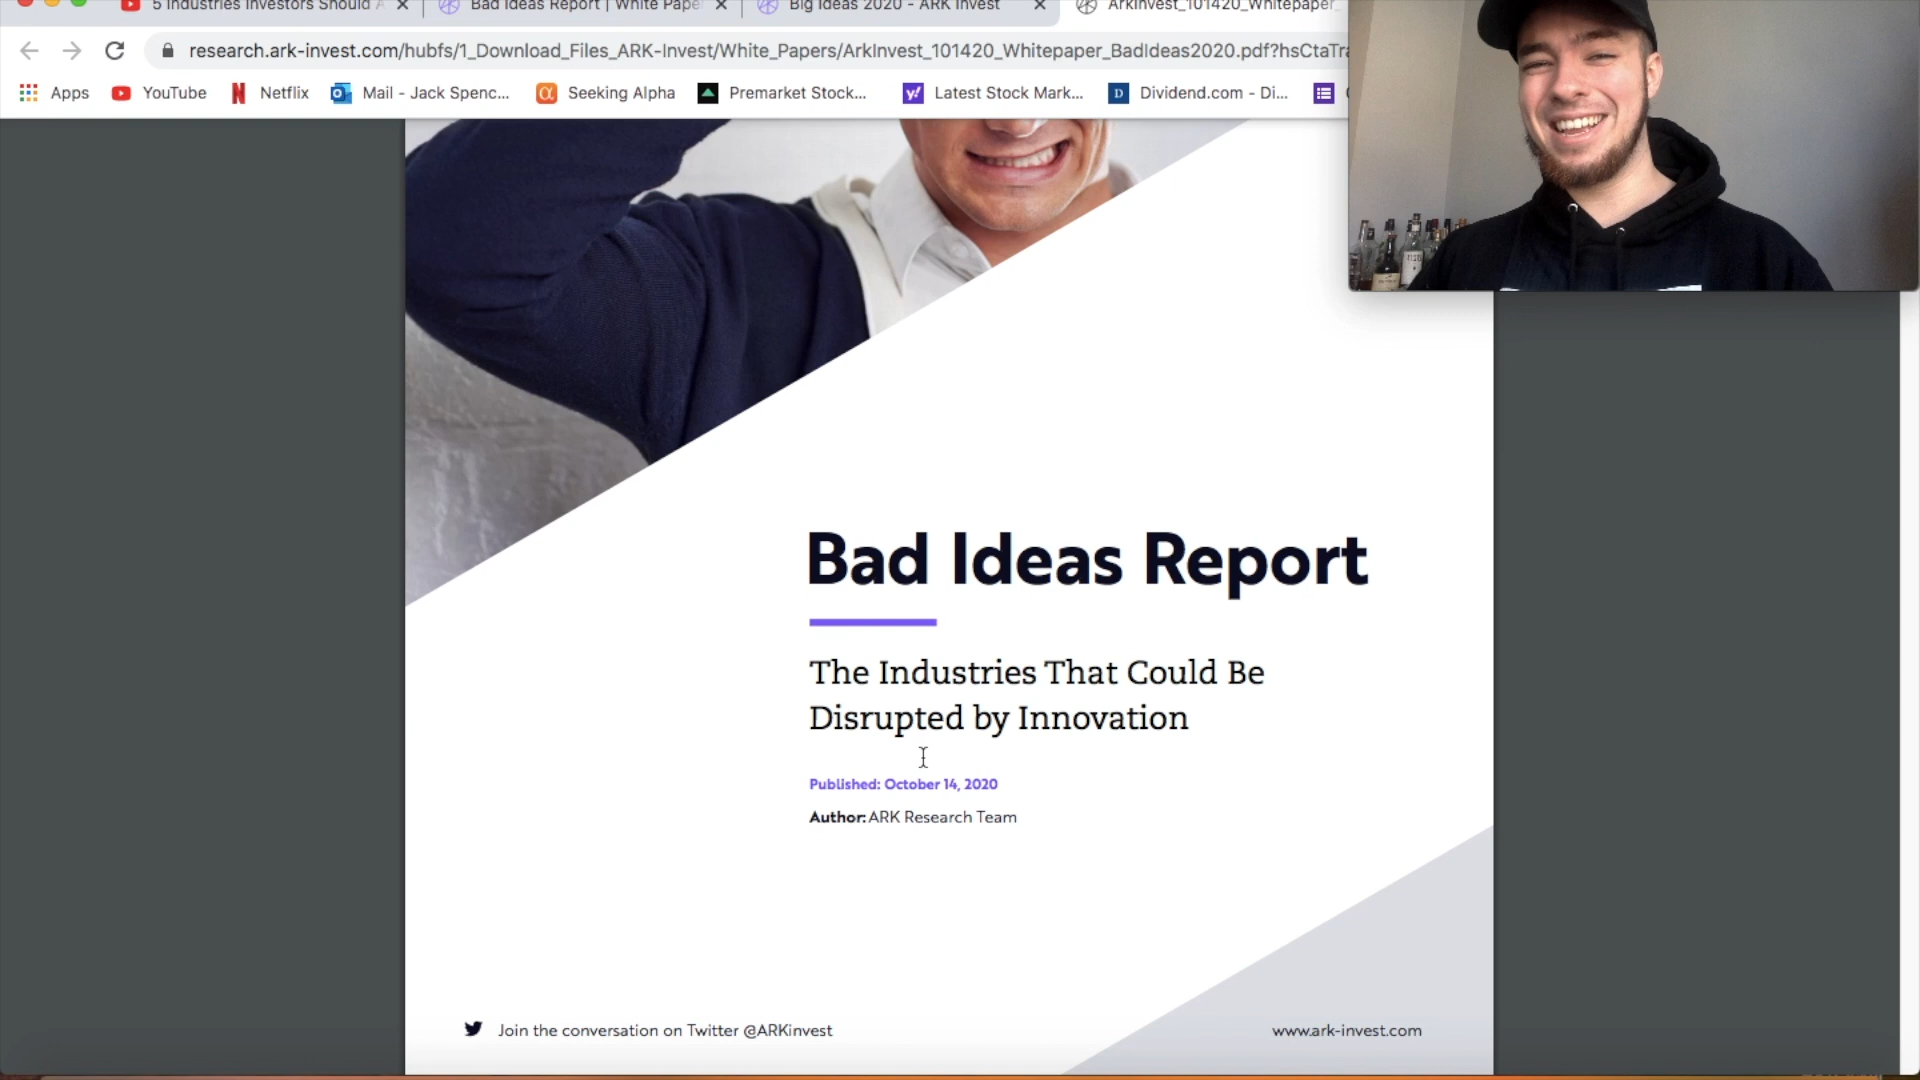 5 Industries Investors Should A
Bad Ideas Report | White Pape
Big Ideas 2020 - ARK Invest
ArkInvest_101420_Whitepaper_
research.ark-invest.com/hubfs/1_Download_Files_ARK-Invest/White_Papers/ArkInvest_101420_Whitepaper_BadIdeas2020.pdf?hsCtaTra
Apps
YouTube
Netflix
Mail - Jack Spenc...
Seeking Alpha
Premarket Stock...
Latest Stock Mark...
Dividend.com - Di...
Bad Ideas Report
The Industries That Could Be
Disrupted by Innovation
Published: October 14, 2020
Author: ARK Research Team
Join the conversation on Twitter @ARKinvest
www.ark-invest.com